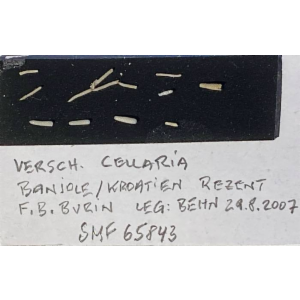 VERSCH. CELLARIA
BANJOLE/KROATIEN REZENT
F.B. BURIN LEG: BEHN 29.8.2007
SMF 65843